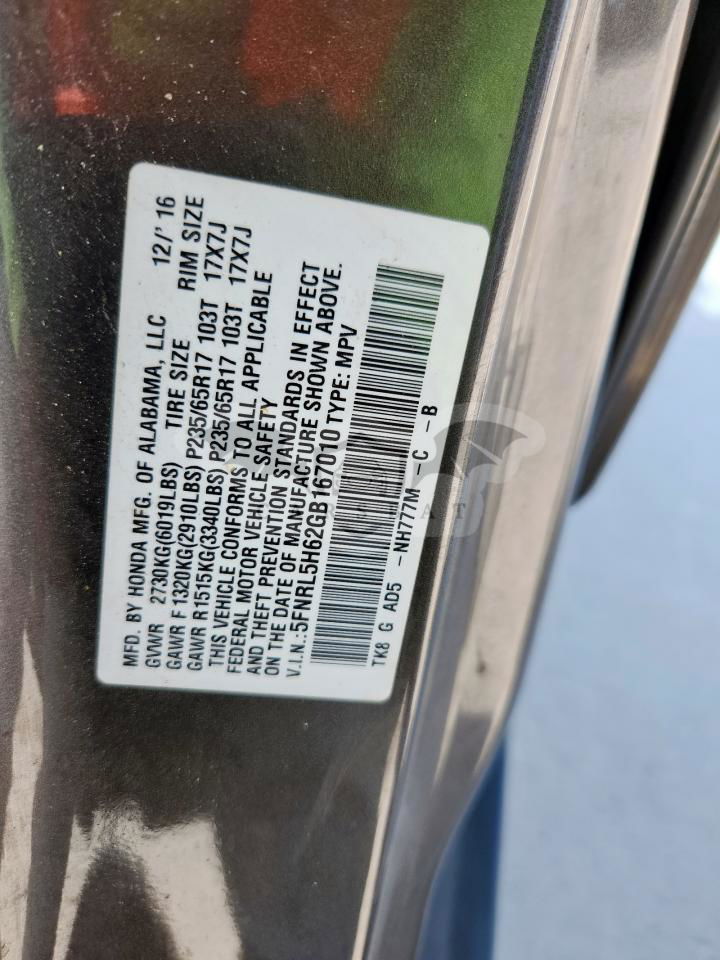 MFD. BY HONDA MFG. OF ALABAMA, LLC 12/' 16
GVWR 2730KG(6019LBS) TIRE SIZE RIM SIZE
GAWR F 1320KG(2910LBS) P235/65R17 103T 17X7J
GAWR R1515KG(3340LBS) P235/65R17 103T 17X7J
THIS VEHICLE CONFORMS TO ALL APPLICABLE
FEDERAL MOTOR VEHICLE SAFETY
AND THEFT PREVENTION STANDARDS IN EFFECT
ON THE DATE OF MANUFACTURE SHOWN ABOVE.
V.I.N.:5FNRL5H62GB167010 TYPE: MPV
TK8 G AD5 -NH777M -C -B